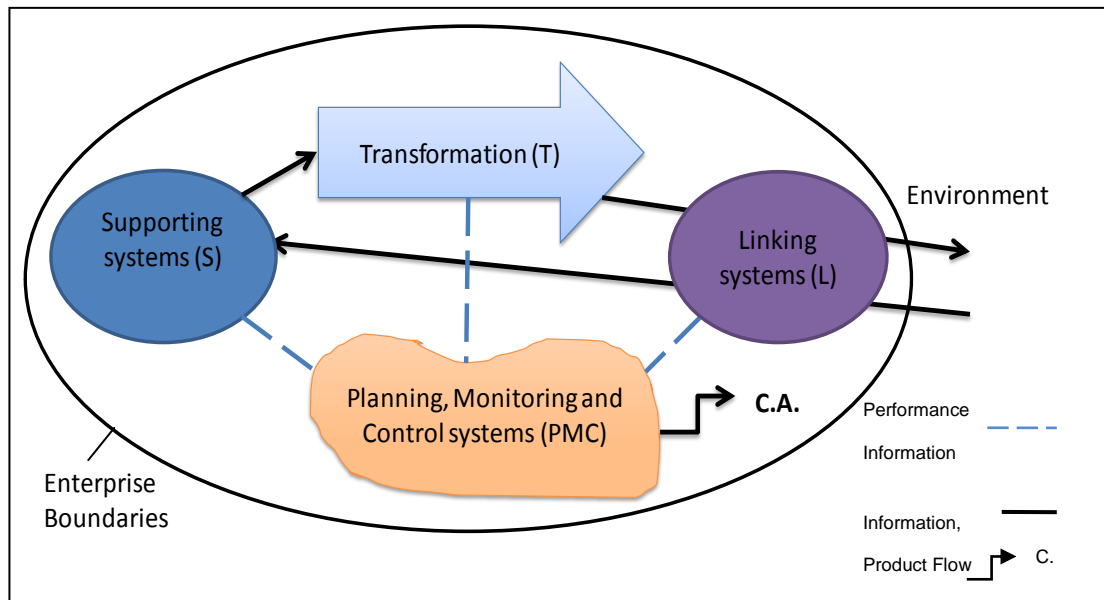 Transformation (T)
Environment
Supporting
systems (S)
Linking
systems (L)
Planning, Monitoring and
Control systems (PMC)
C.A.
Enterprise
Boundaries
Performance
Information
Information,
Product Flow
C.